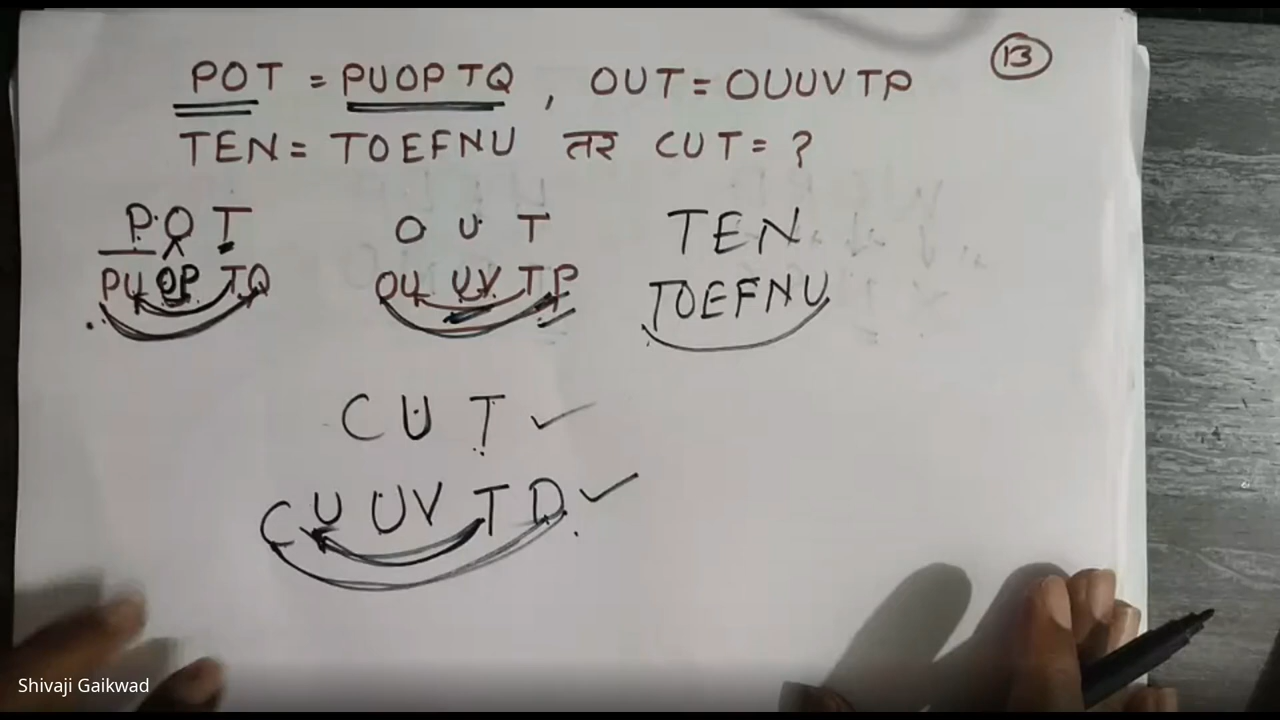 13
POT = PUOPTQ , OUT = OUUVTP
TEN = TOEFNU तर CUT = ?
POT OUT TEN
PUOPTQ OUUVTP TOEFNU
CUT
CUUVTD
Shivaji Gaikwad